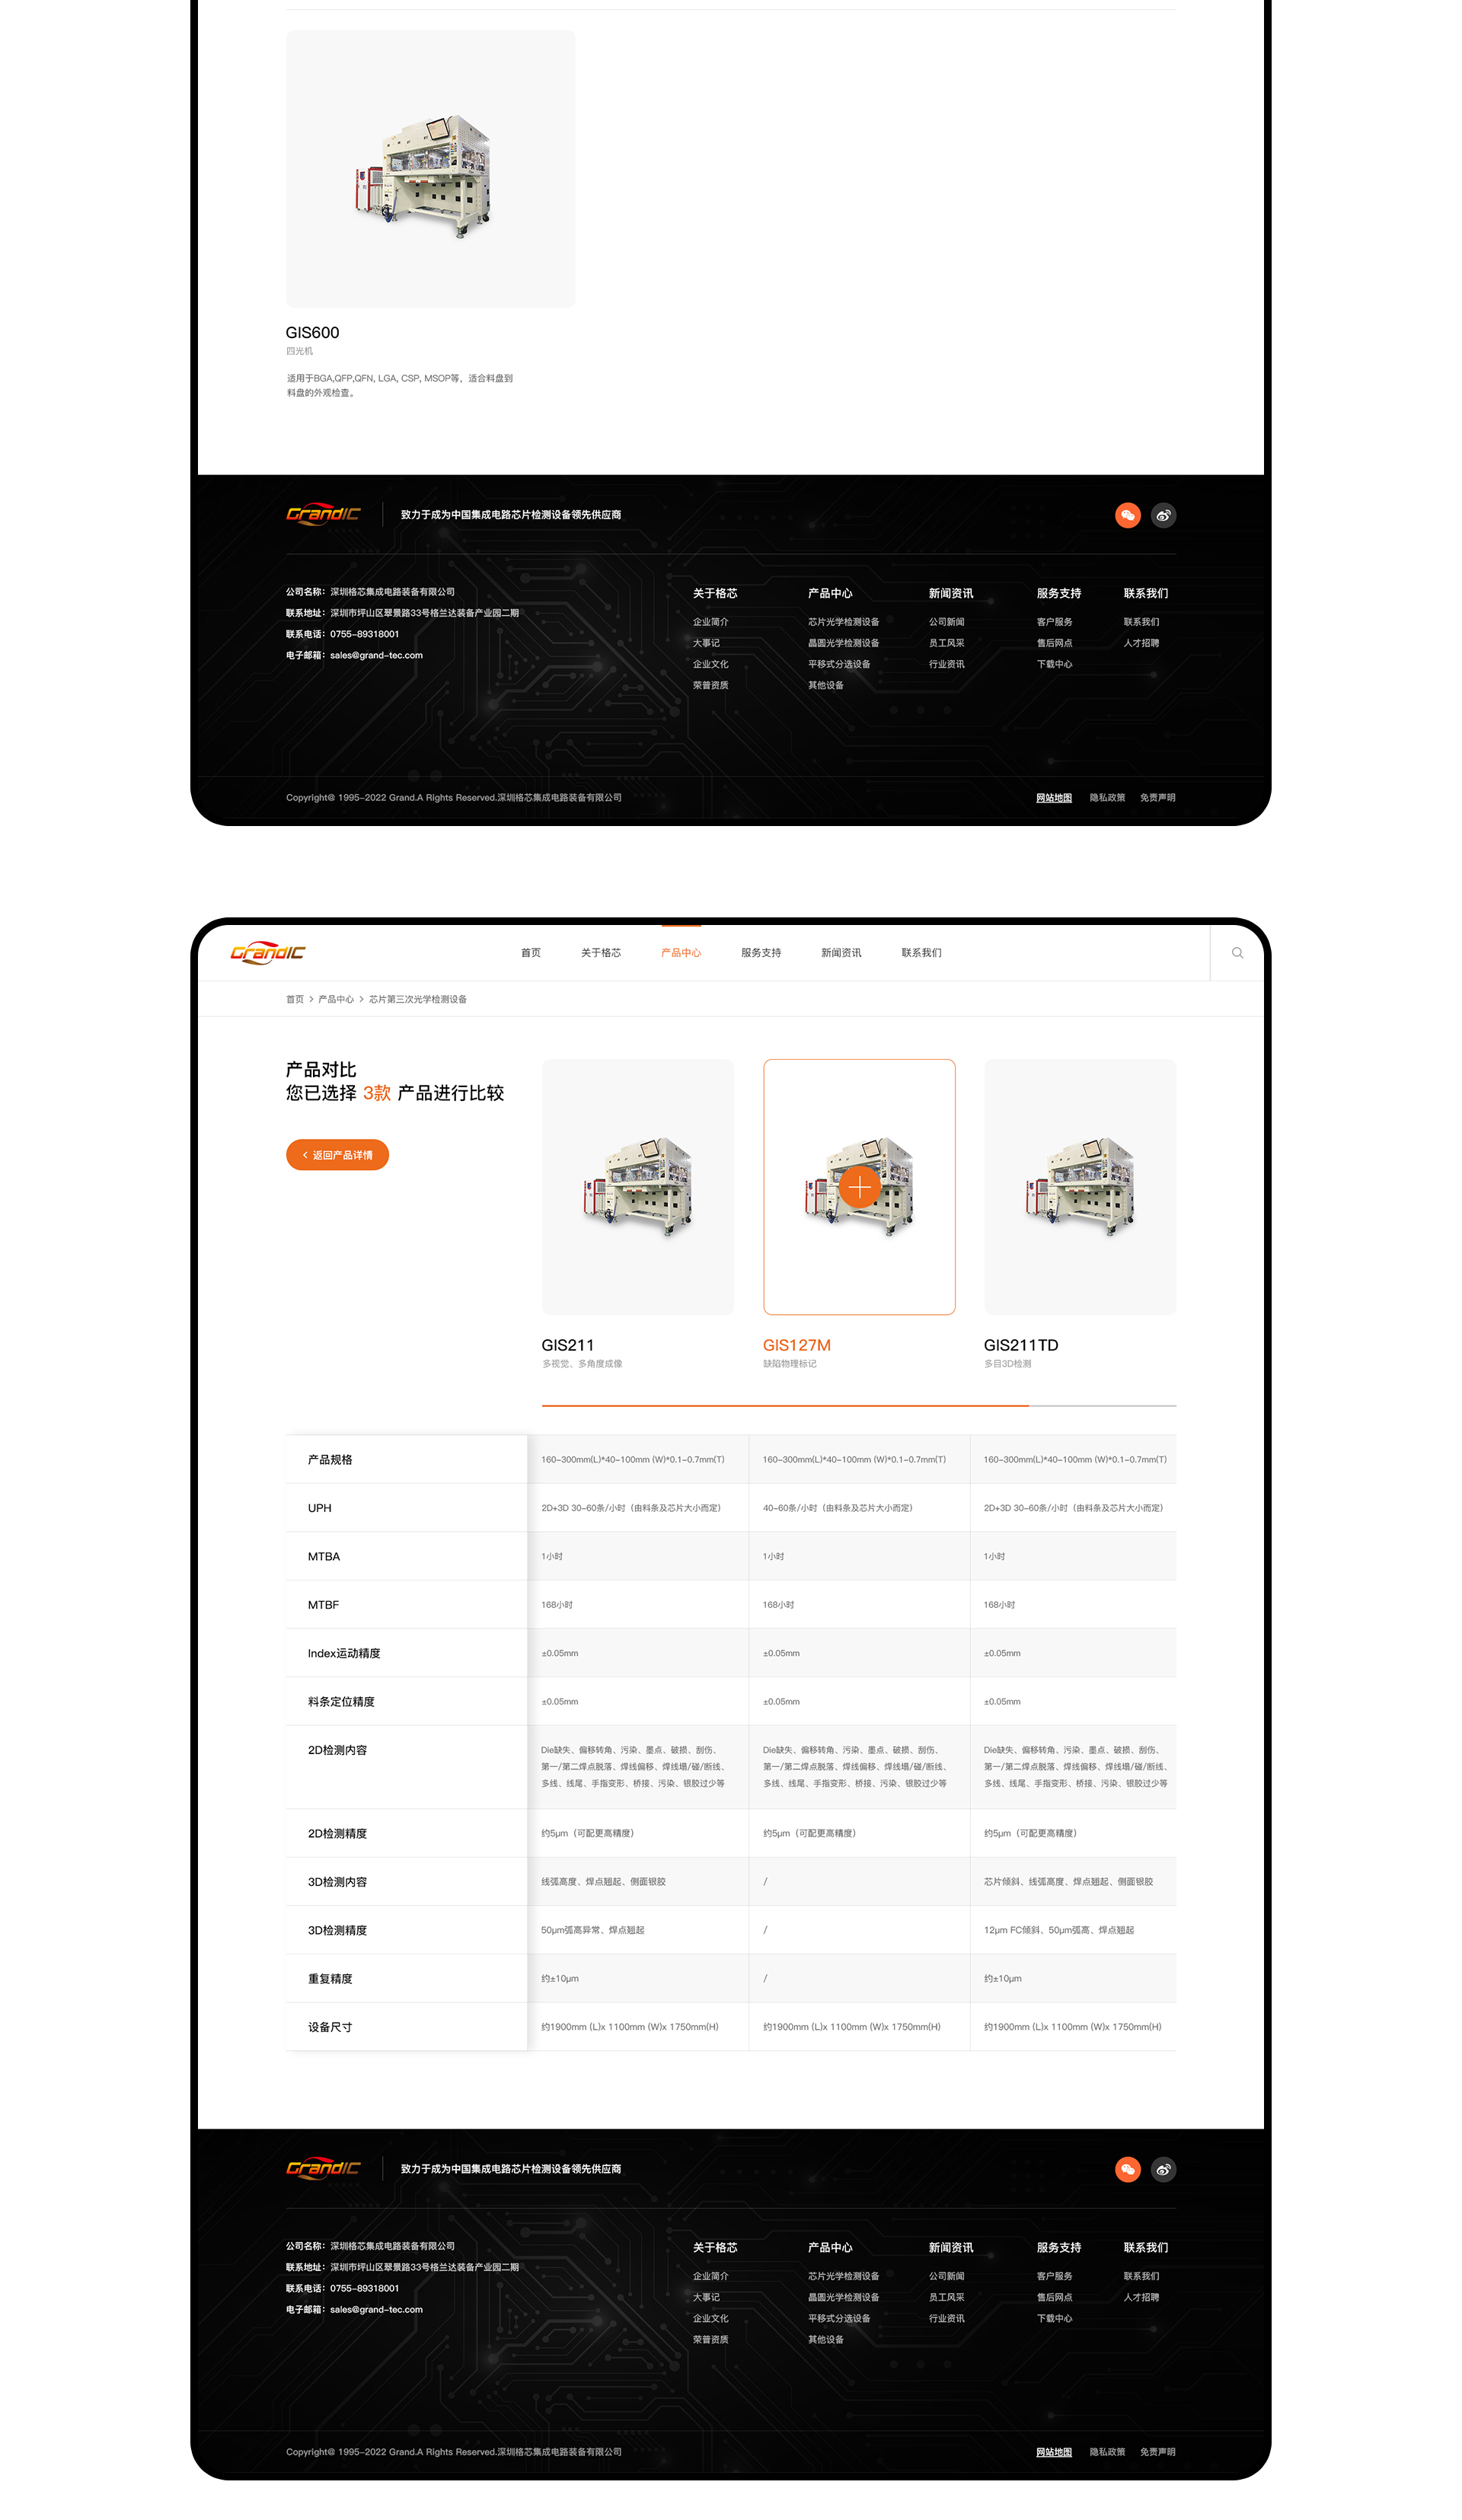 GIS600
四光机
适用于BGA,QFP,QFN, LGA, CSP, MSOP等，适合料盘到
料盘的外观检查。
GrandIC
致力于成为中国集成电路芯片检测设备领先供应商
公司名称：深圳格芯集成电路装备有限公司
联系地址：深圳市坪山区翠景路33号格兰达装备产业园二期
联系电话：0755-89318001
电子邮箱：sales@grand-tec.com
关于格芯
企业简介
大事记
企业文化
荣普资质
产品中心
芯片光学检测设备
晶圆光学检测设备
平移式分选设备
其他设备
新闻资讯
公司新闻
员工风采
行业资讯
服务支持
客户服务
售后网点
下载中心
联系我们
联系我们
人才招聘
Copyright@ 1995-2022 Grand.A Rights Reserved.深圳格芯集成电路装备有限公司
网站地图 隐私政策 免责声明
GrandIC
首页 关于格芯 产品中心 服务支持 新闻资讯 联系我们
首页 > 产品中心 > 芯片第三次光学检测设备
产品对比
您已选择 3款 产品进行比较
< 返回产品详情
GIS211
多视觉、多角度成像
GIS127M
缺陷物理标记
GIS211TD
多目3D检测
产品规格 160-300mm(L)*40-100mm (W)*0.1-0.7mm(T) 160-300mm(L)*40-100mm (W)*0.1-0.7mm(T) 160-300mm(L)*40-100mm (W)*0.1-0.7mm(T)
UPH 2D+3D 30-60条/小时（由料条及芯片大小而定） 40-60条/小时（由料条及芯片大小而定） 2D+3D 30-60条/小时（由料条及芯片大小而定）
MTBA 1小时 1小时 1小时
MTBF 168小时 168小时 168小时
Index运动精度 ±0.05mm ±0.05mm ±0.05mm
料条定位精度 ±0.05mm ±0.05mm ±0.05mm
2D检测内容
Die缺失、偏移转角、污染、墨点、破损、刮伤、
第一/第二焊点脱落、焊线偏移、焊线塌/碰/断线、
多线、线尾、手指变形、桥接、污染、银胶过少等
Die缺失、偏移转角、污染、墨点、破损、刮伤、
第一/第二焊点脱落、焊线偏移、焊线塌/碰/断线、
多线、线尾、手指变形、桥接、污染、银胶过少等
Die缺失、偏移转角、污染、墨点、破损、刮伤、
第一/第二焊点脱落、焊线偏移、焊线塌/碰/断线、
多线、线尾、手指变形、桥接、污染、银胶过少等
2D检测精度 约5μm（可配更高精度） 约5μm（可配更高精度） 约5μm（可配更高精度）
3D检测内容 线弧高度、焊点翘起、侧面银胶 / 芯片倾斜、线弧高度、焊点翘起、侧面银胶
3D检测精度 50μm弧高异常、焊点翘起 / 12μm FC倾斜、50μm弧高、焊点翘起
重复精度 约±10μm / 约±10μm
设备尺寸 约1900mm (L)x 1100mm (W)x 1750mm(H) 约1900mm (L)x 1100mm (W)x 1750mm(H) 约1900mm (L)x 1100mm (W)x 1750mm(H)
GrandIC
致力于成为中国集成电路芯片检测设备领先供应商
公司名称：深圳格芯集成电路装备有限公司
联系地址：深圳市坪山区翠景路33号格兰达装备产业园二期
联系电话：0755-89318001
电子邮箱：sales@grand-tec.com
关于格芯
企业简介
大事记
企业文化
荣普资质
产品中心
芯片光学检测设备
晶圆光学检测设备
平移式分选设备
其他设备
新闻资讯
公司新闻
员工风采
行业资讯
服务支持
客户服务
售后网点
下载中心
联系我们
联系我们
人才招聘
Copyright@ 1995-2022 Grand.A Rights Reserved.深圳格芯集成电路装备有限公司
网站地图 隐私政策 免责声明